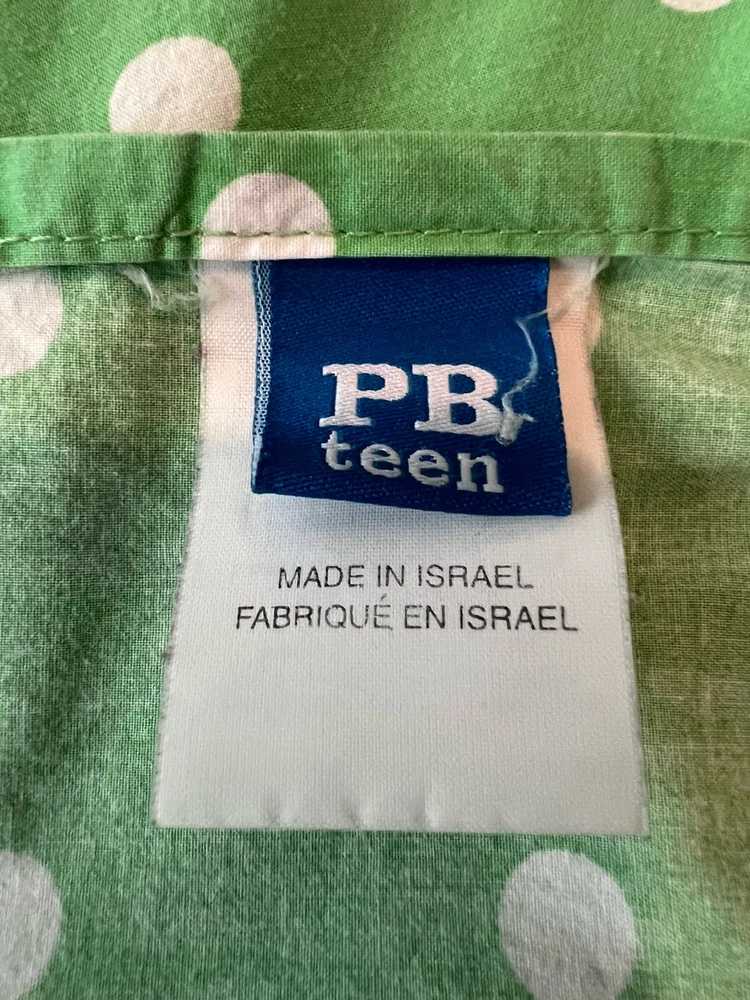 PB
teen
MADE IN ISRAEL
FABRIQUÉ EN ISRAEL